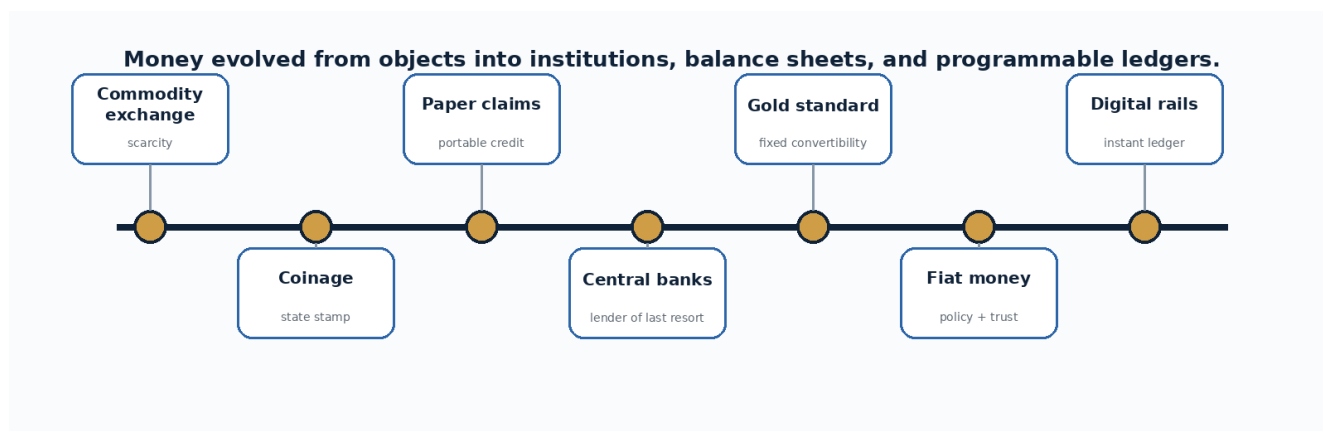 Money evolved from objects into institutions, balance sheets, and programmable ledgers.
Commodity
exchange
scarcity
Coinage
state stamp
Paper claims
portable credit
Central banks
lender of last resort
Gold standard
fixed convertibility
Fiat money
policy + trust
Digital rails
instant ledger